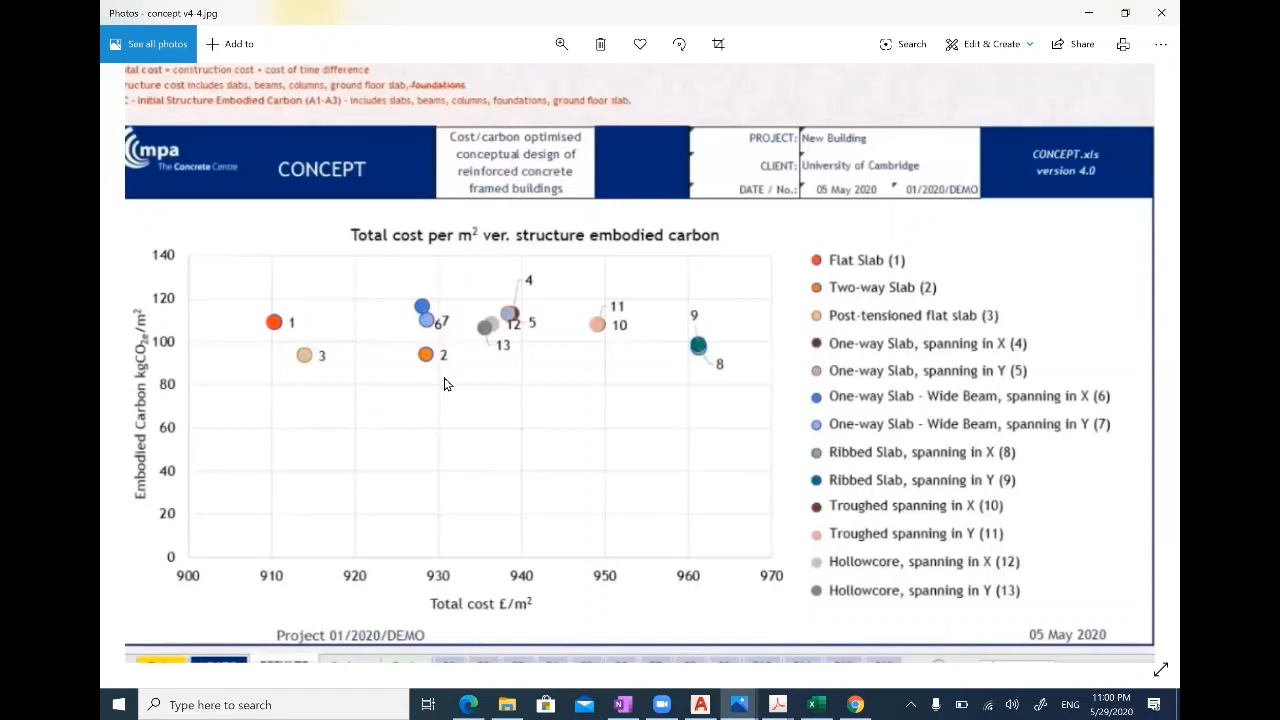 Photos - concept v4-4.jpg
See all photos
Add to
Search
Edit & Create
Share
tal cost = construction cost + cost of time difference
ructure cost includes slabs, beams, columns, ground floor slab, foundations
- Initial Structure Embodied Carbon (A1-A3) - includes slabs, beams, columns, foundations, ground floor slab.
mpa
The Concrete Centre
CONCEPT
Cost/carbon optimised
conceptual design of
reinforced concrete
framed buildings
PROJECT: New Building
CLIENT: University of Cambridge
DATE / No.: 05 May 2020 01/2020/DEMO
CONCEPT.xls
version 4.0
Total cost per m² ver. structure embodied carbon
Embodied Carbon kgCO2e/m²
140
120
100
80
60
40
20
0
900 910 920 930 940 950 960 970
Total cost £/m²
1
3
2
67
4
5
12
13
11
10
9
8
Flat Slab (1)
Two-way Slab (2)
Post-tensioned flat slab (3)
One-way Slab, spanning in X (4)
One-way Slab, spanning in Y (5)
One-way Slab - Wide Beam, spanning in X (6)
One-way Slab - Wide Beam, spanning in Y (7)
Ribbed Slab, spanning in X (8)
Ribbed Slab, spanning in Y (9)
Troughed spanning in X (10)
Troughed spanning in Y (11)
Hollowcore, spanning in X (12)
Hollowcore, spanning in Y (13)
Project 01/2020/DEMO
05 May 2020
Type here to search
ENG
11:00 PM
5/29/2020